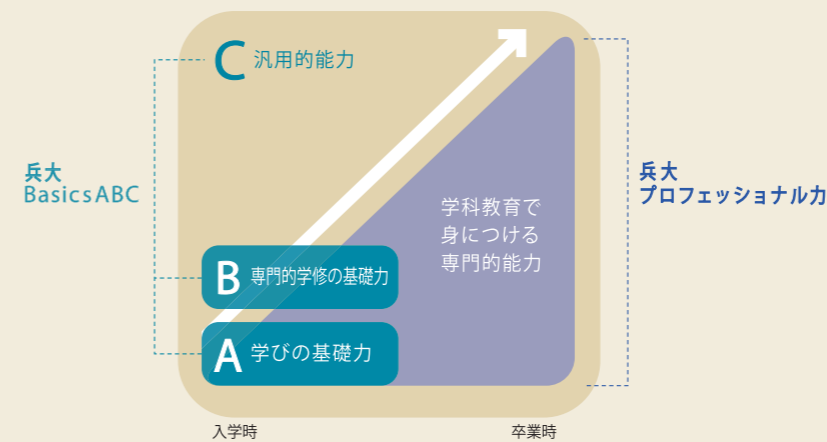 C 汎用的能力
兵大
Basics ABC
学科教育で
身につける
専門的能力
兵大
プロフェッショナル力
B 専門的学修の基礎力
A 学びの基礎力
入学時
卒業時